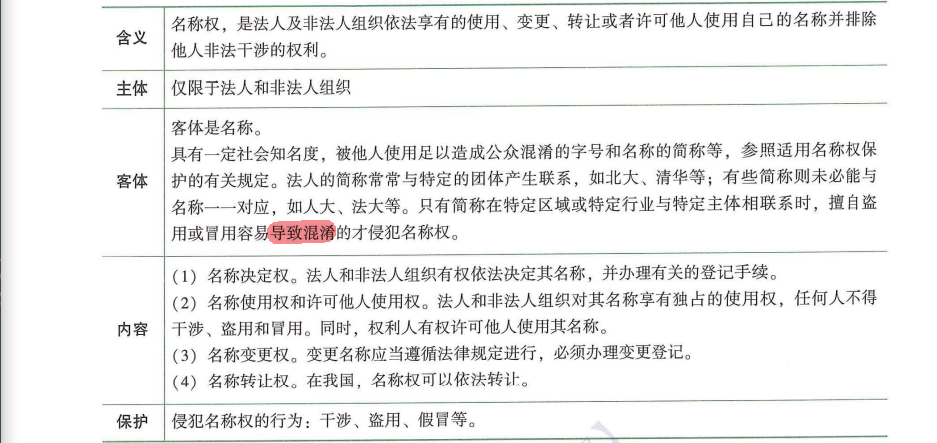 含义
名称权，是法人及非法人组织依法享有的使用、变更、转让或者许可他人使用自己的名称并排除
他人非法干涉的权利。
主体
仅限于法人和非法人组织
客体
客体是名称。
具有一定社会知名度，被他人使用足以造成公众混淆的字号和名称的简称等，参照适用名称权保
护的有关规定。法人的简称常常与特定的团体产生联系，如北大、清华等；有些简称则未必能与
名称一一对应，如人大、法大等。只有简称在特定区域或特定行业与特定主体相联系时，擅自盗
用或冒用容易导致混淆的才侵犯名称权。
内容
（1）名称决定权。法人和非法人组织有权依法决定其名称，并办理有关的登记手续。
（2）名称使用权和许可他人使用权。法人和非法人组织对其名称享有独占的使用权，任何人不得
干涉、盗用和冒用。同时，权利人有权许可他人使用其名称。
（3）名称变更权。变更名称应当遵循法律规定进行，必须办理变更登记。
（4）名称转让权。在我国，名称权可以依法转让。
保护
侵犯名称权的行为：干涉、盗用、假冒等。